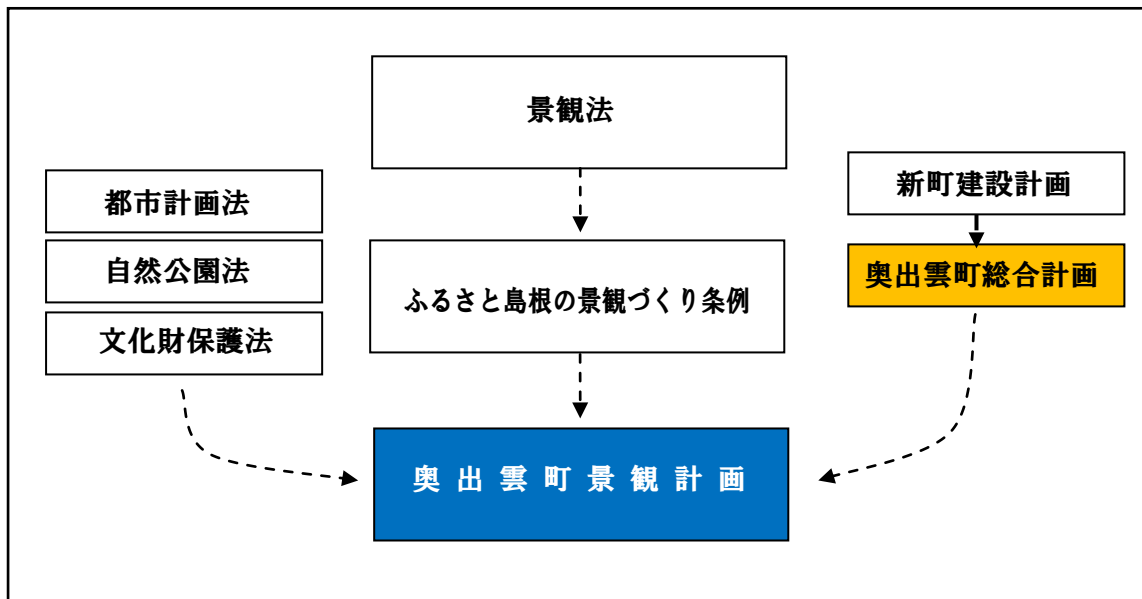 景観法
都市計画法
自然公園法
文化財保護法
ふるさと島根の景観づくり条例
新町建設計画
奥出雲町総合計画
奥出雲町景観計画